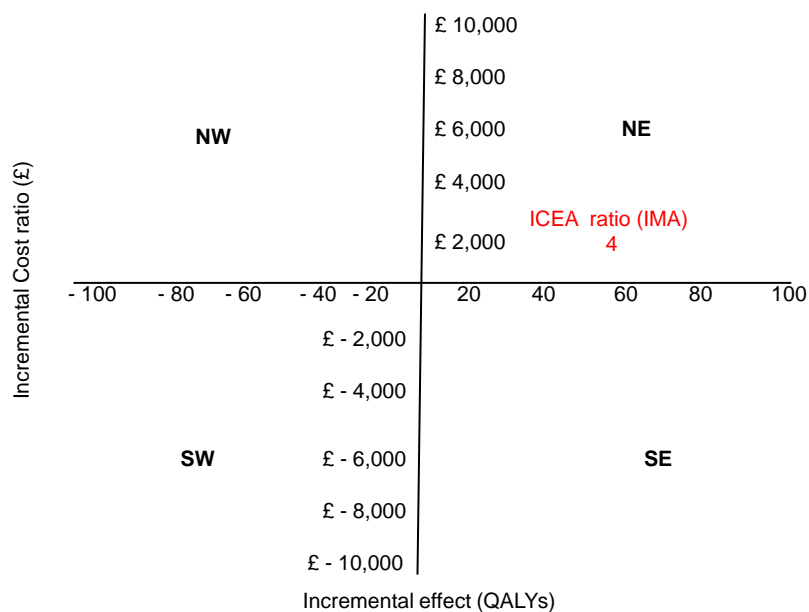 £ 10,000
£ 8,000
NW
£ 6,000
NE
£ 4,000
ICEA ratio (IMA)
£ 2,000
4
Incremental Cost ratio (£)
- 100 - 80 - 60 - 40 - 20 20 40 60 80 100
£ - 2,000
£ - 4,000
SW
£ - 6,000
SE
£ - 8,000
£ - 10,000
Incremental effect (QALYs)